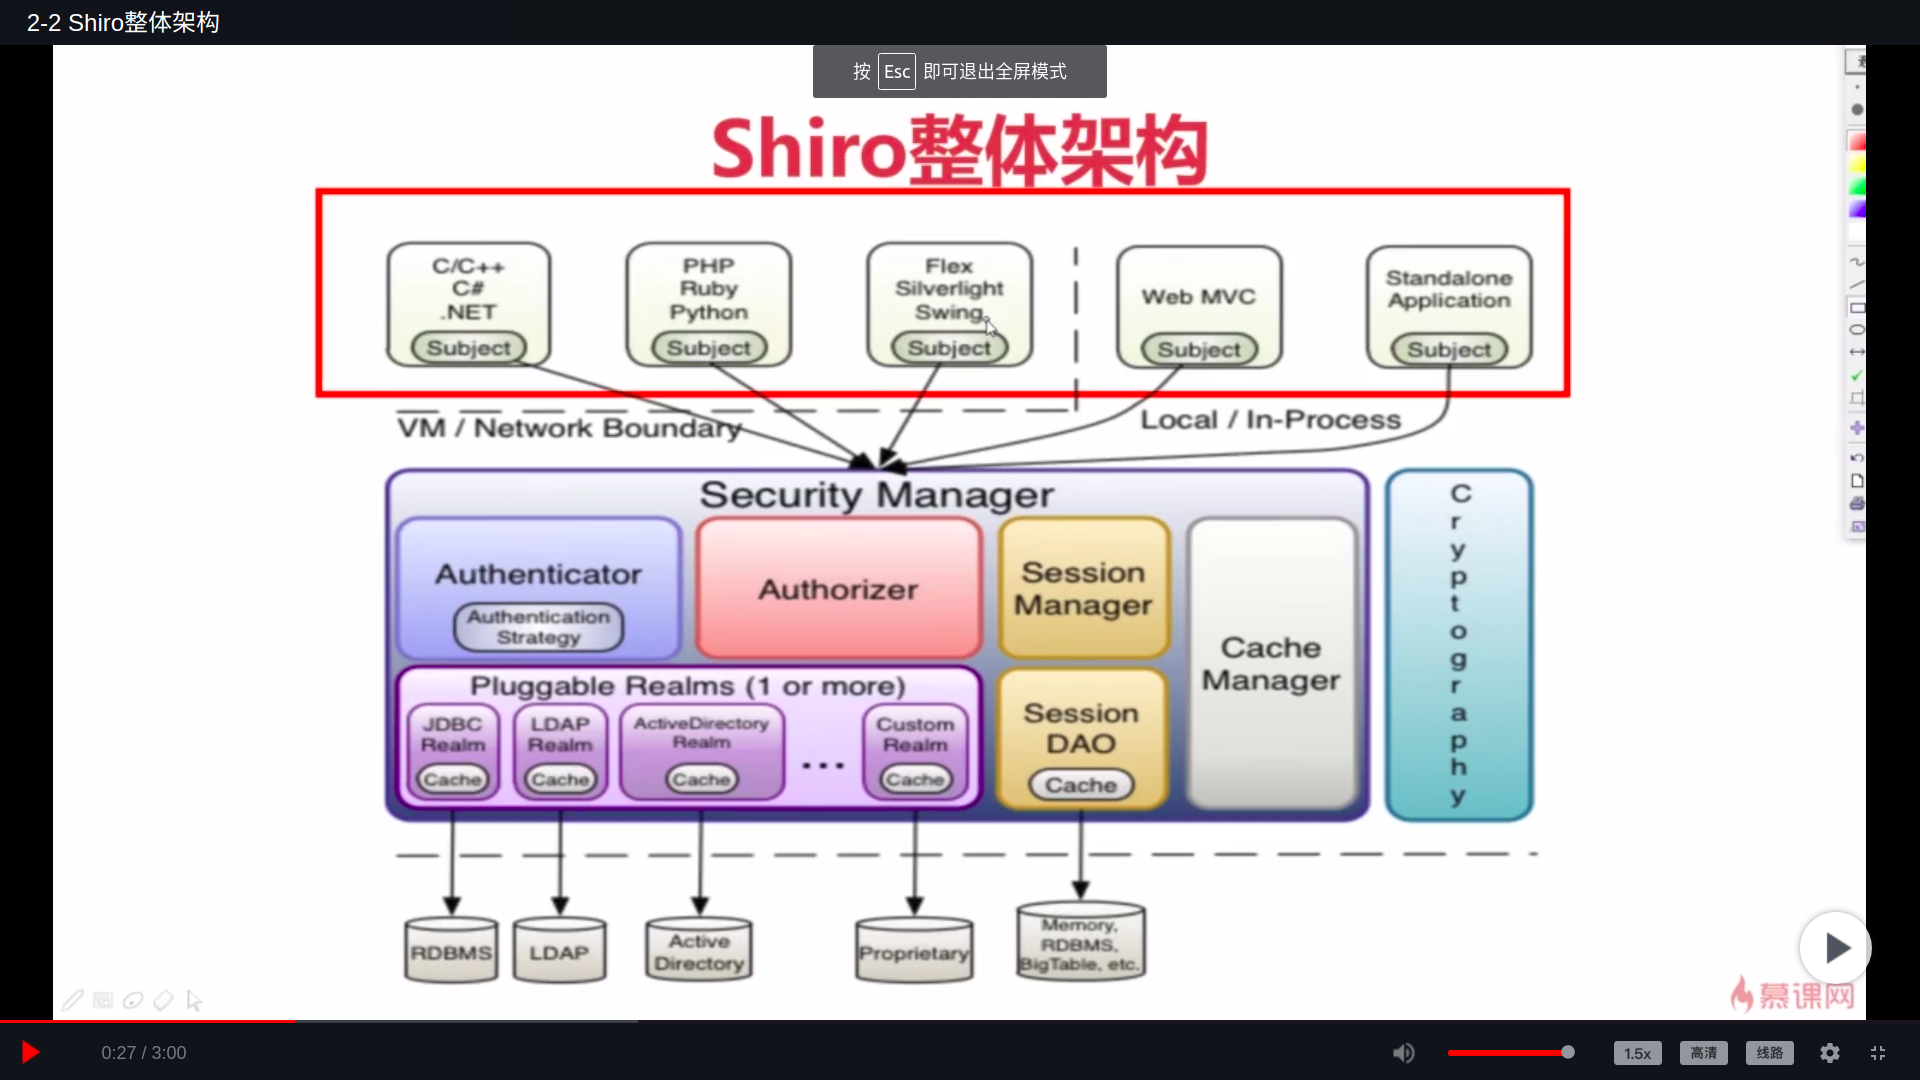 2-2 Shiro整体架构
按 Esc 即可退出全屏模式
Shiro整体架构
C/C++
C#
.NET
Subject
PHP
Ruby
Python
Subject
Flex
Silverlight
Swing
Subject
Web MVC
Subject
Standalone
Application
Subject
VM / Network Boundary
Local / In-Process
Security Manager
Authenticator
Authentication
Strategy
Authorizer
Session
Manager
Cache
Manager
Cryptography
Pluggable Realms (1 or more)
JDBC
Realm
Cache
LDAP
Realm
Cache
ActiveDirectory
Realm
Cache
...
Custom
Realm
Cache
Session
DAO
Cache
RDBMS
LDAP
Active
Directory
Proprietary
Memory,
RDBMS,
BigTable, etc.
慕课网
0:27 / 3:00
1.5x
高清
线路